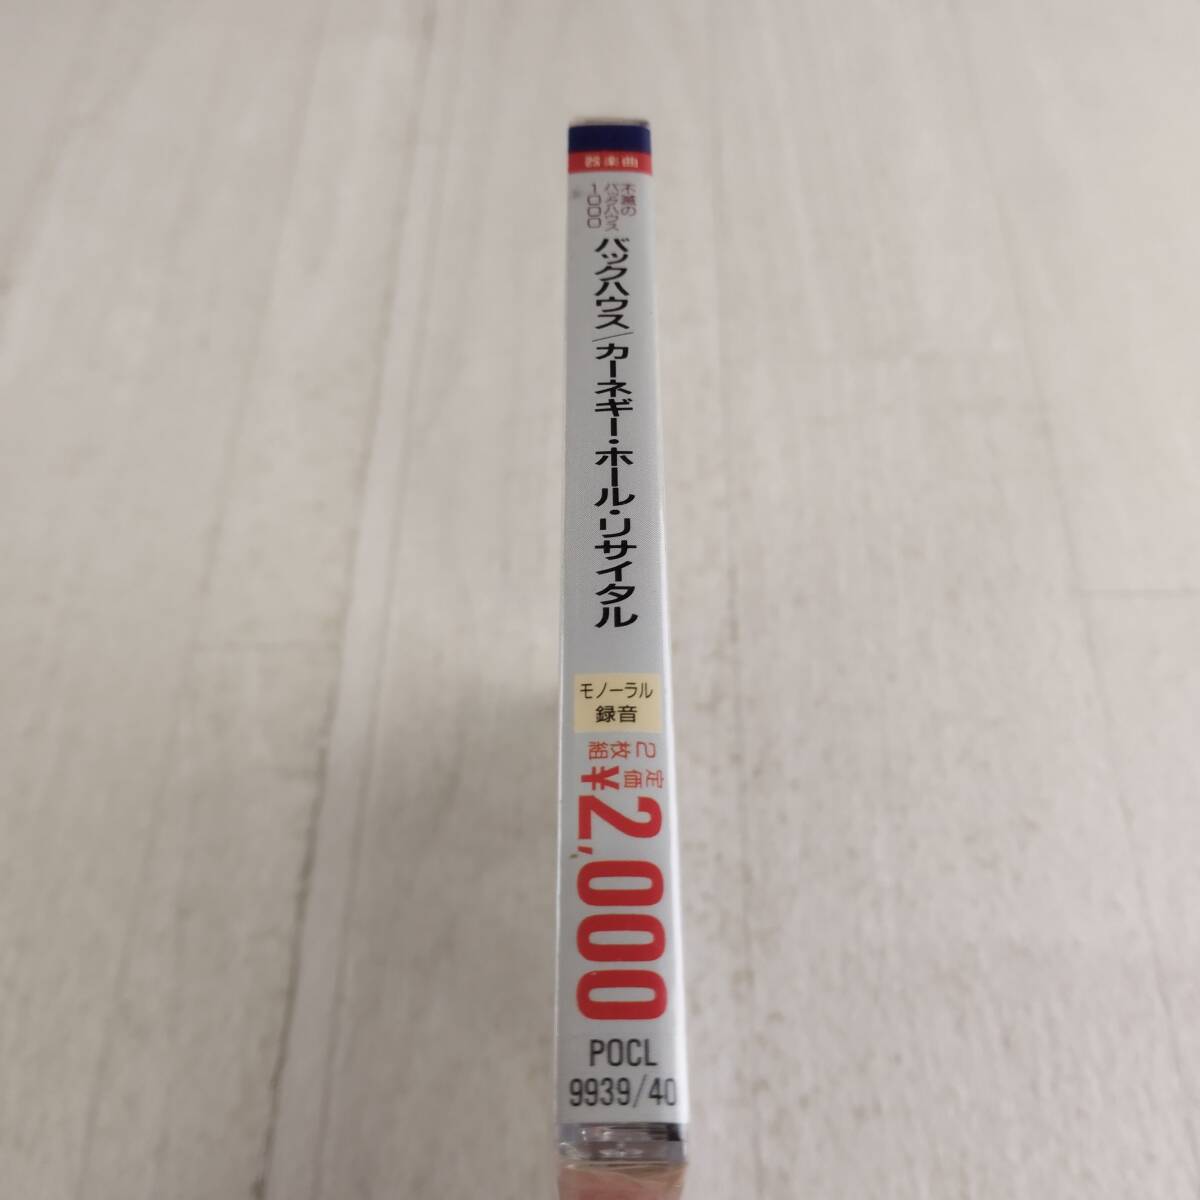 器楽曲
不滅の
バックハウス
1000
バックハウス/カーネギー・ホール・リサイタル
モノーラル
録音
2枚組
定価
¥2,000
POCL
9939/40